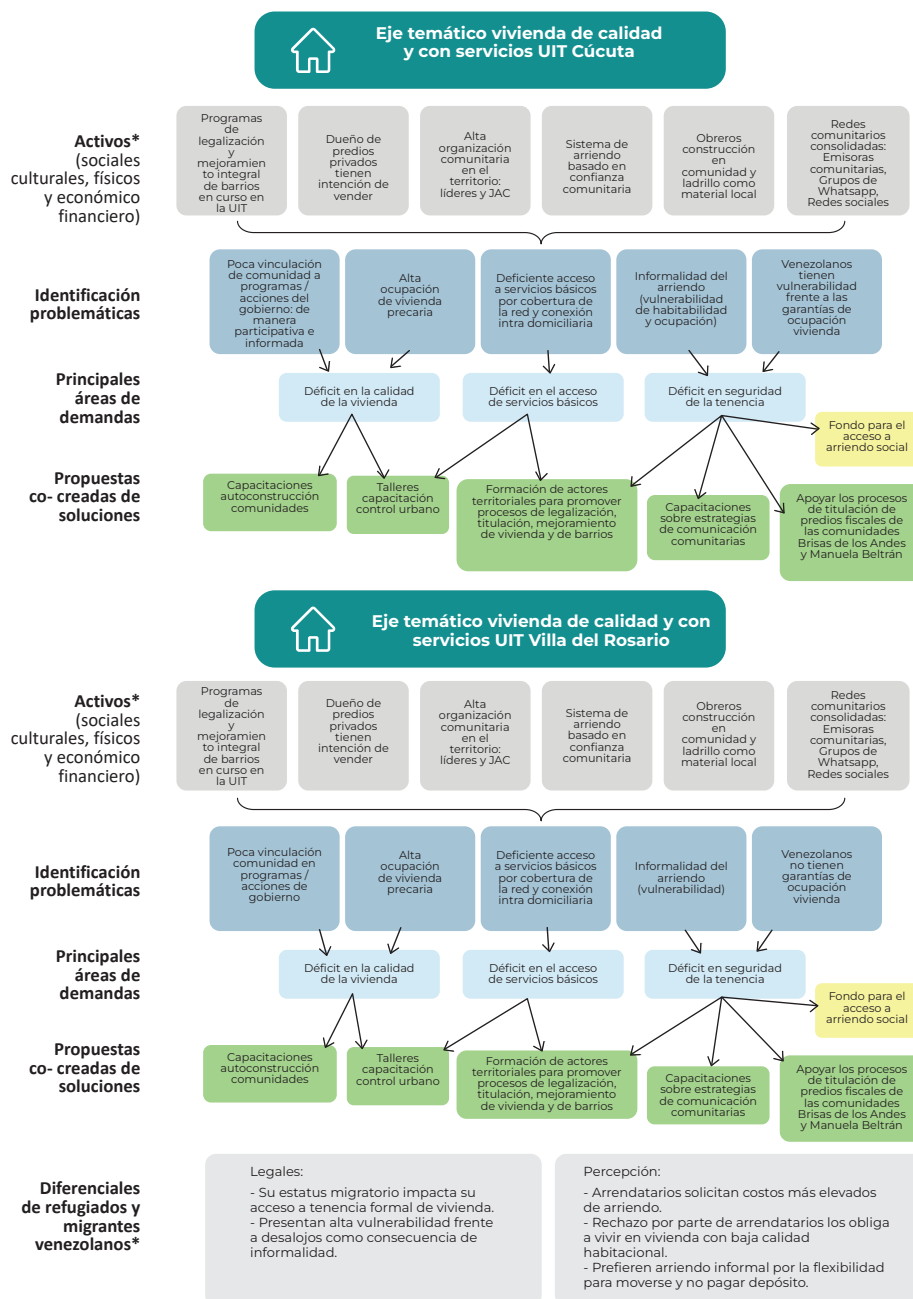 Eje temático vivienda de calidad
y con servicios UIT Cúcuta
Activos*
(sociales
culturales, físicos
y económico
financiero)
Programas
de
legalización
y
mejoramien
to integral
de barrios
en curso en
la UIT
Dueño de
predios
privados
tienen
intención de
vender
Alta
organización
comunitaria
en el
territorio:
líderes y JAC
Sistema de
arriendo
basado en
confianza
comunitaria
Obreros
construcción
en
comunidad y
ladrillo como
material local
Redes
comunitarios
consolidadas:
Emisoras
comunitarias,
Grupos de
Whatsapp,
Redes sociales
Identificación
problemáticas
Poca vinculación
de comunidad a
programas /
acciones del
gobierno: de
manera
participativa e
informada
Alta
ocupación
de vivienda
precaria
Deficiente acceso
a servicios básicos
por cobertura de
la red y conexión
intra domiciliaria
Informalidad del
arriendo
(vulnerabilidad
de habitabilidad
y ocupación)
Venezolanos
tienen
vulnerabilidad
frente a las
garantías de
ocupación
vivienda
Principales
áreas de
demandas
Déficit en la calidad
de la vivienda
Déficit en el acceso
de servicios básicos
Déficit en seguridad
de la tenencia
Fondo para el
acceso a
arriendo social
Propuestas
co- creadas de
soluciones
Capacitaciones
autoconstrucción
comunidades
Talleres
capacitación
control urbano
Formación de actores
territoriales para promover
procesos de legalización,
titulación, mejoramiento
de vivienda y de barrios
Capacitaciones
sobre estrategias
de comunicación
comunitarias
Apoyar los procesos
de titulación de
predios fiscales de
las comunidades
Brisas de los Andes
y Manuela Beltrán
Eje temático vivienda de calidad y con
servicios UIT Villa del Rosario
Activos*
(sociales
culturales, físicos
y económico
financiero)
Programas
de
legalización
y
mejoramien
to integral
de barrios
en curso en
la UIT
Dueño de
predios
privados
tienen
intención de
vender
Alta
organización
comunitaria
en el
territorio:
líderes y JAC
Sistema de
arriendo
basado en
confianza
comunitaria
Obreros
construcción
en
comunidad y
ladrillo como
material local
Redes
comunitarios
consolidadas:
Emisoras
comunitarias,
Grupos de
Whatsapp,
Redes sociales
Identificación
problemáticas
Poca vinculación
comunidad en
programas /
acciones de
gobierno
Alta
ocupación
de vivienda
precaria
Deficiente acceso
a servicios básicos
por cobertura de
la red y conexión
intra domiciliaria
Informalidad del
arriendo
(vulnerabilidad)
Venezolanos
no tienen
garantías de
ocupación
vivienda
Principales
áreas de
demandas
Déficit en la calidad
de la vivienda
Déficit en el acceso
de servicios básicos
Déficit en seguridad
de la tenencia
Fondo para el
acceso a
arriendo social
Propuestas
co- creadas de
soluciones
Capacitaciones
autoconstrucción
comunidades
Talleres
capacitación
control urbano
Formación de actores
territoriales para promover
procesos de legalización,
titulación, mejoramiento
de vivienda y de barrios
Capacitaciones
sobre estrategias
de comunicación
comunitarias
Apoyar los procesos
de titulación de
predios fiscales de
las comunidades
Brisas de los Andes
y Manuela Beltrán
Diferenciales
de refugiados y
migrantes
venezolanos*
Legales:
- Su estatus migratorio impacta su
acceso a tenencia formal de vivienda.
- Presentan alta vulnerabilidad frente
a desalojos como consecuencia de
informalidad.
Percepción:
- Arrendatarios solicitan costos más elevados
de arriendo.
- Rechazo por parte de arrendatarios los obliga
a vivir en vivienda con baja calidad
habitacional.
- Prefieren arriendo informal por la flexibilidad
para moverse y no pagar depósito.